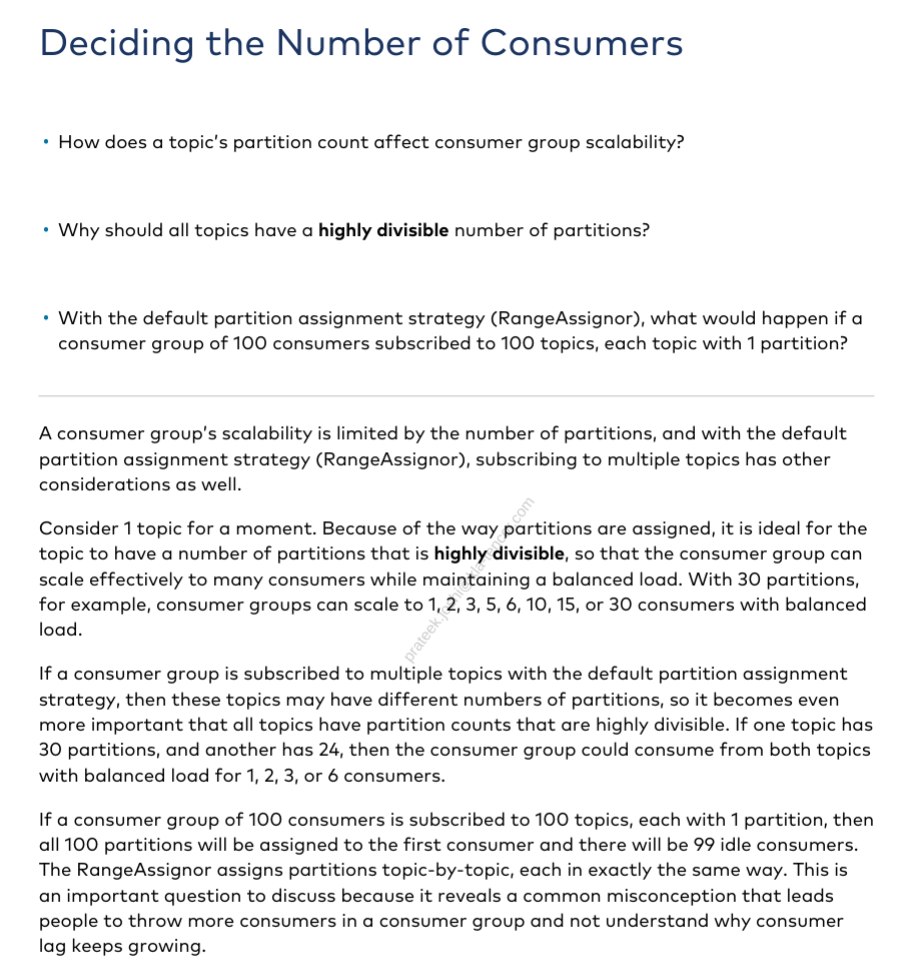 Deciding the Number of Consumers
• How does a topic's partition count affect consumer group scalability?
• Why should all topics have a highly divisible number of partitions?
• With the default partition assignment strategy (RangeAssignor), what would happen if a
consumer group of 100 consumers subscribed to 100 topics, each topic with 1 partition?
A consumer group's scalability is limited by the number of partitions, and with the default
partition assignment strategy (RangeAssignor), subscribing to multiple topics has other
considerations as well.
Consider 1 topic for a moment. Because of the way partitions are assigned, it is ideal for the
topic to have a number of partitions that is highly divisible, so that the consumer group can
scale effectively to many consumers while maintaining a balanced load. With 30 partitions,
for example, consumer groups can scale to 1, 2, 3, 5, 6, 10, 15, or 30 consumers with balanced
load.
If a consumer group is subscribed to multiple topics with the default partition assignment
strategy, then these topics may have different numbers of partitions, so it becomes even
more important that all topics have partition counts that are highly divisible. If one topic has
30 partitions, and another has 24, then the consumer group could consume from both topics
with balanced load for 1, 2, 3, or 6 consumers.
If a consumer group of 100 consumers is subscribed to 100 topics, each with 1 partition, then
all 100 partitions will be assigned to the first consumer and there will be 99 idle consumers.
The RangeAssignor assigns partitions topic-by-topic, each in exactly the same way. This is
an important question to discuss because it reveals a common misconception that leads
people to throw more consumers in a consumer group and not understand why consumer
lag keeps growing.